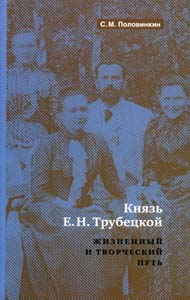 С. М. Половинкин
Князь
Е. Н. Трубецкой
ЖИЗНЕННЫЙ
И ТВОРЧЕСКИЙ
ПУТЬ